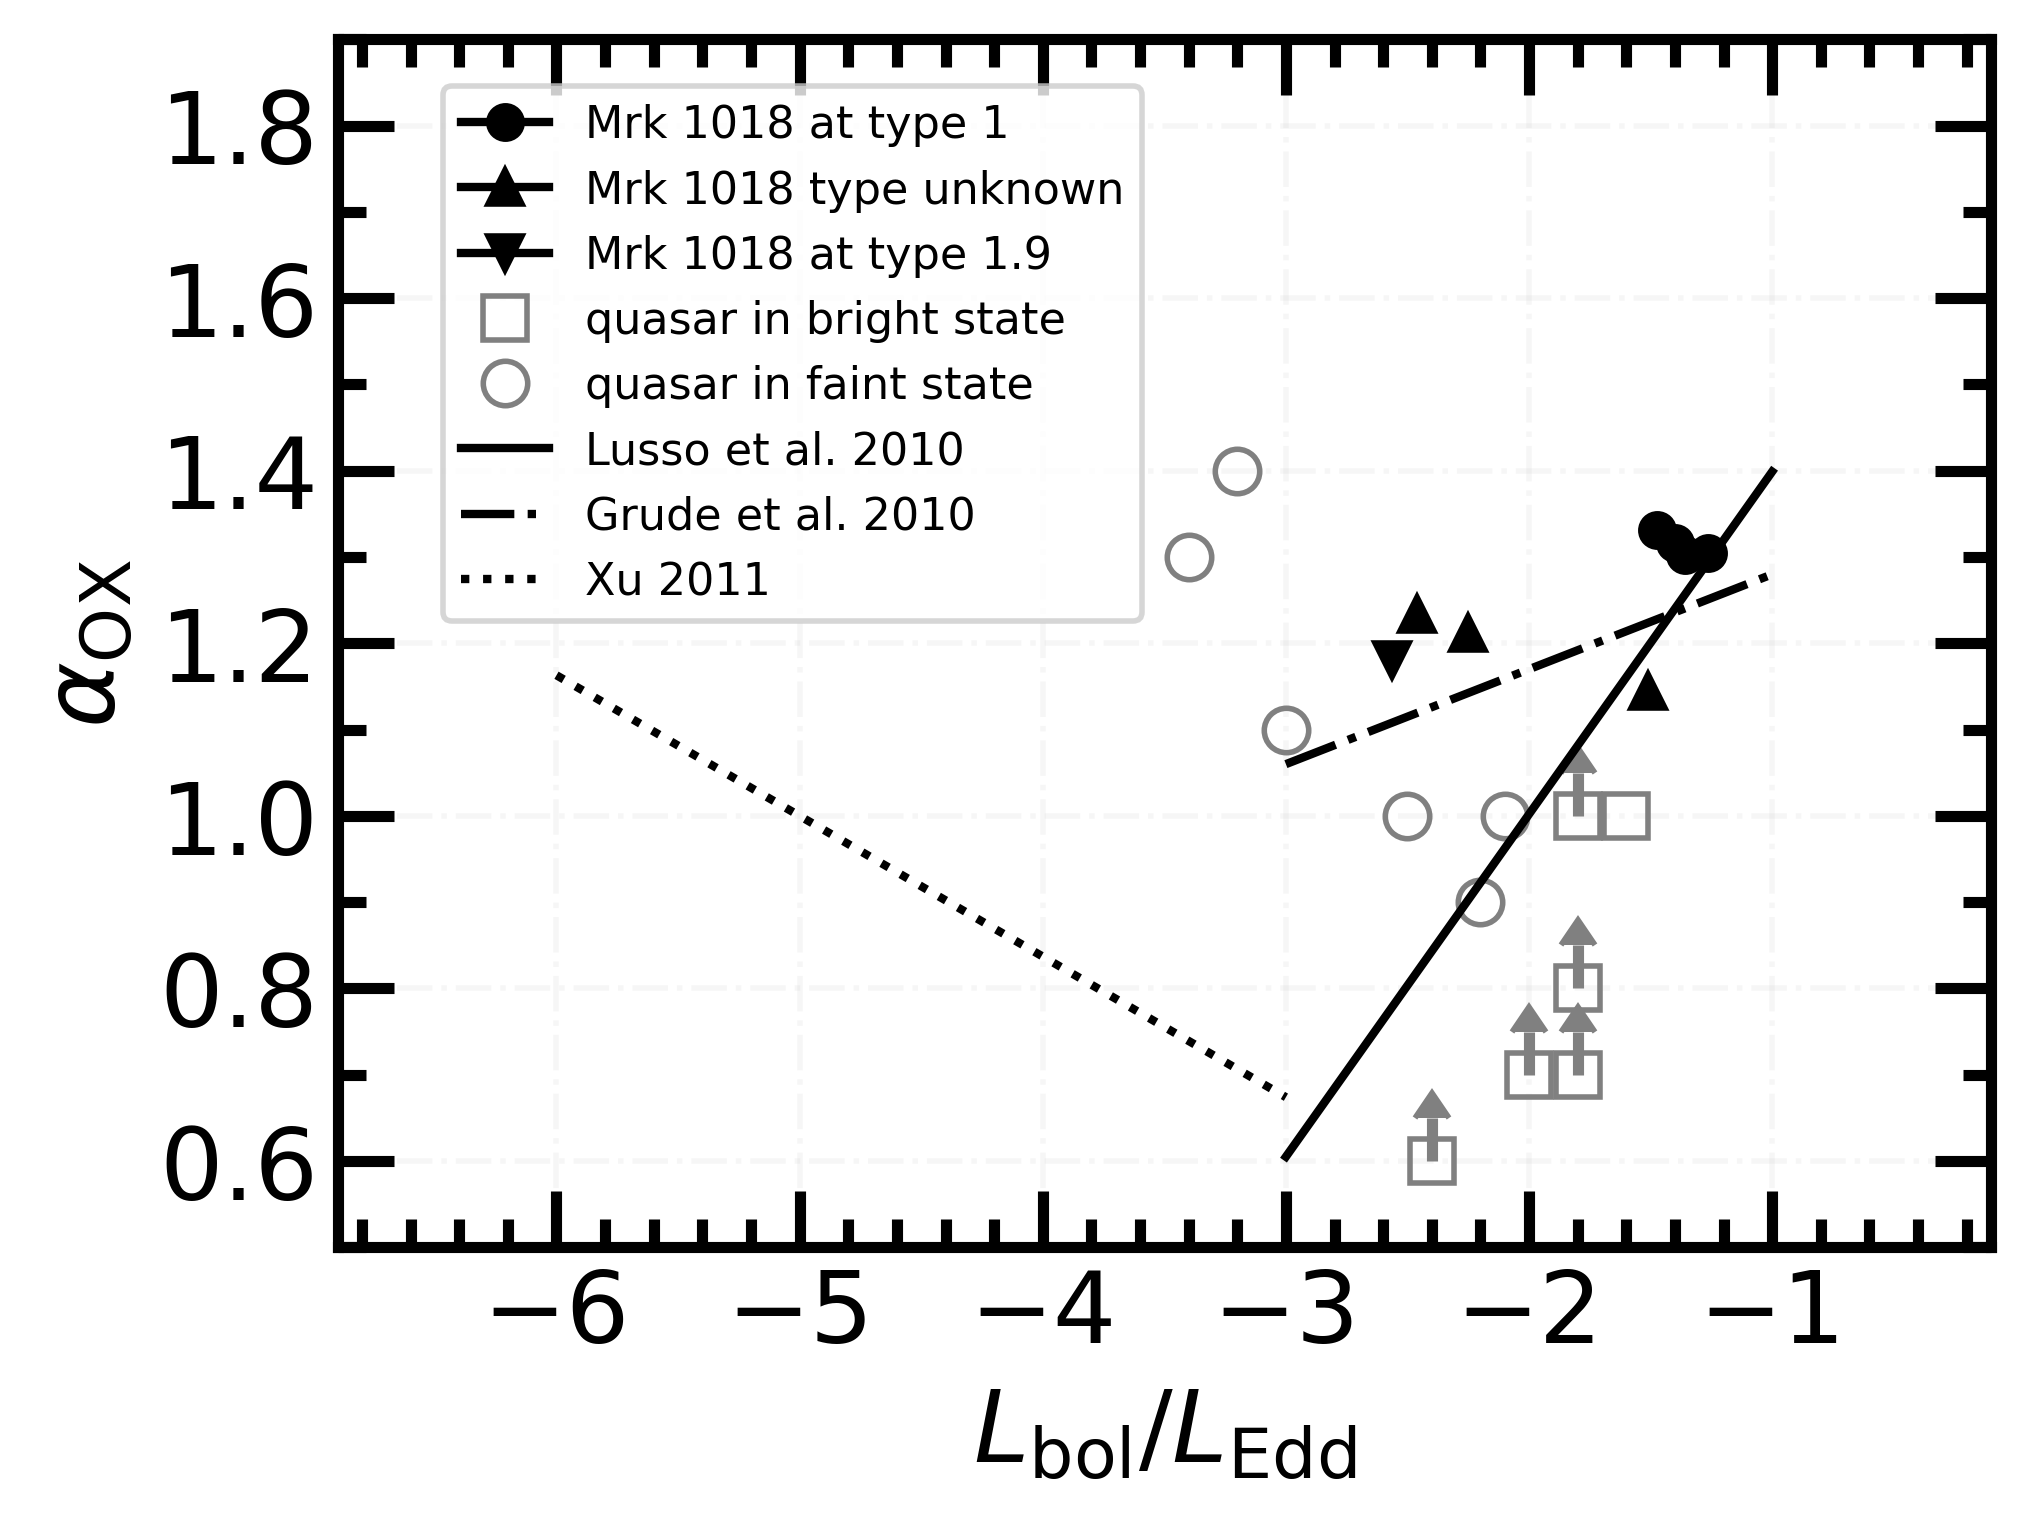 1.8
1.6
1.4
1.2
1.0
0.8
0.6
αOX
Mrk 1018 at type 1
Mrk 1018 type unknown
Mrk 1018 at type 1.9
quasar in bright state
quasar in faint state
Lusso et al. 2010
Grude et al. 2010
Xu 2011
−6 −5 −4 −3 −2 −1
Lbol/LEdd